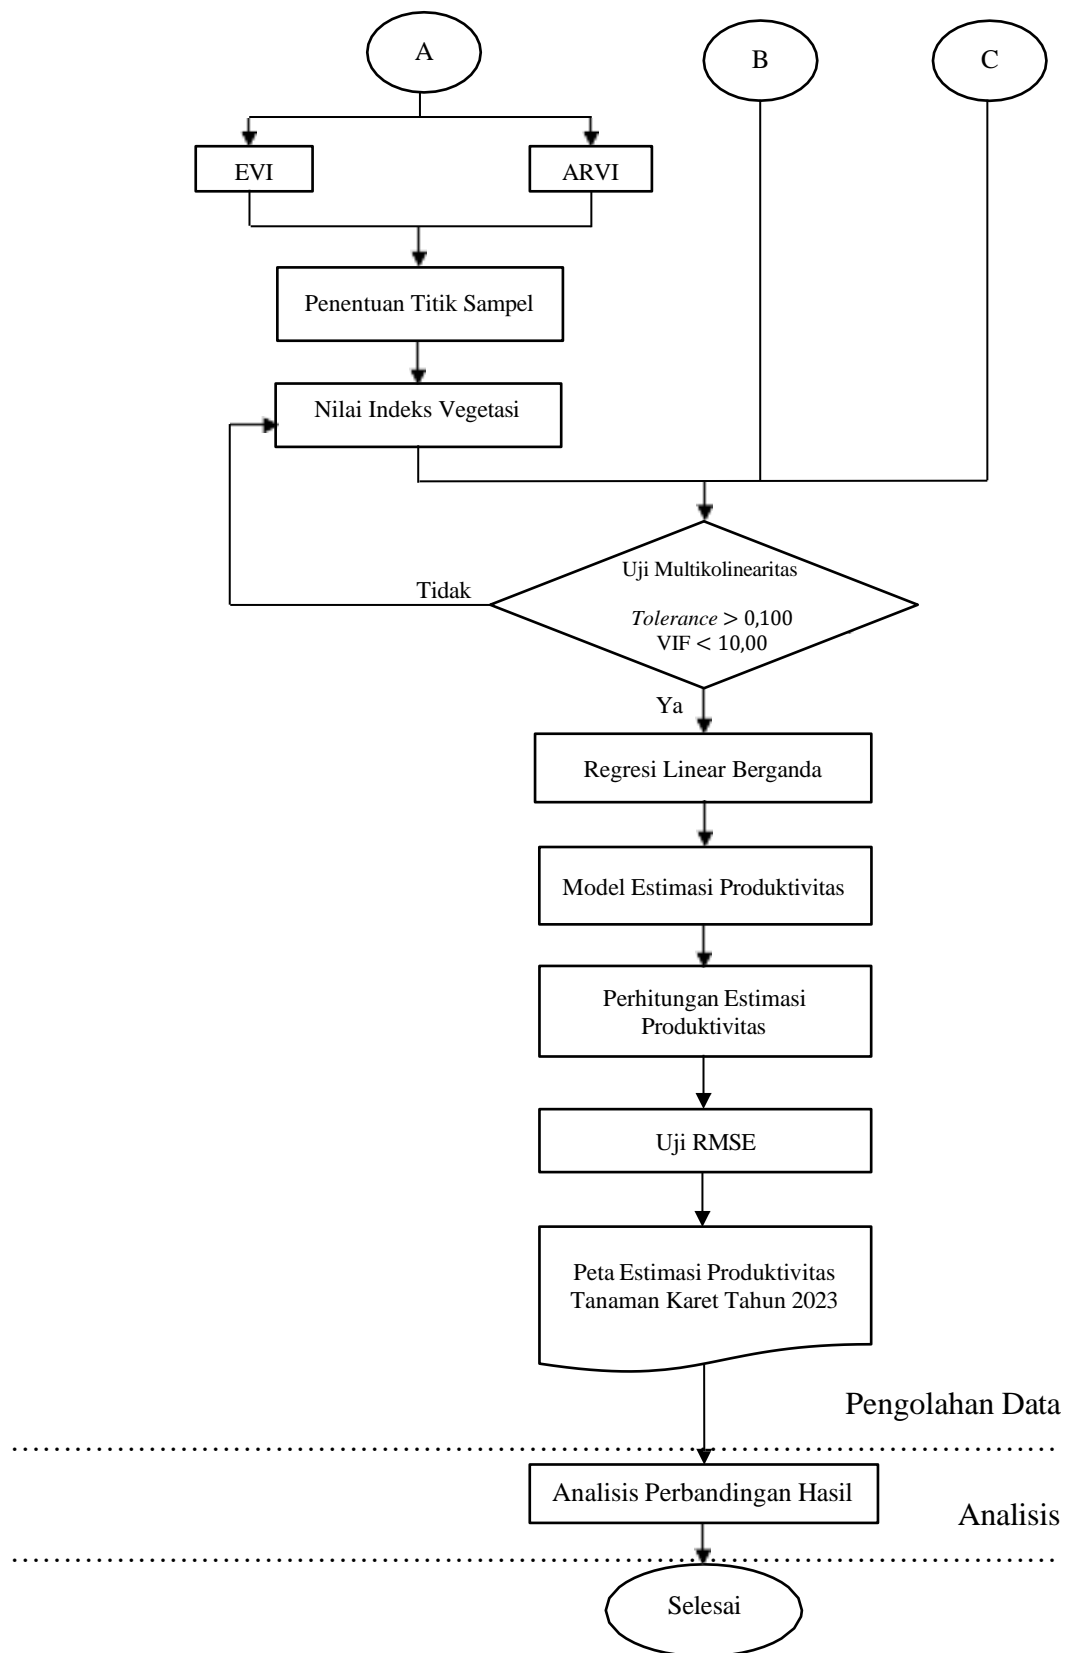 A
B
C
EVI
ARVI
Penentuan Titik Sampel
Nilai Indeks Vegetasi
Uji Multikolinearitas
Tidak
Tolerance > 0,100
VIF < 10,00
Ya
Regresi Linear Berganda
Model Estimasi Produktivitas
Perhitungan Estimasi
Produktivitas
Uji RMSE
Peta Estimasi Produktivitas
Tanaman Karet Tahun 2023
Pengolahan Data
Analisis Perbandingan Hasil
Analisis
Selesai